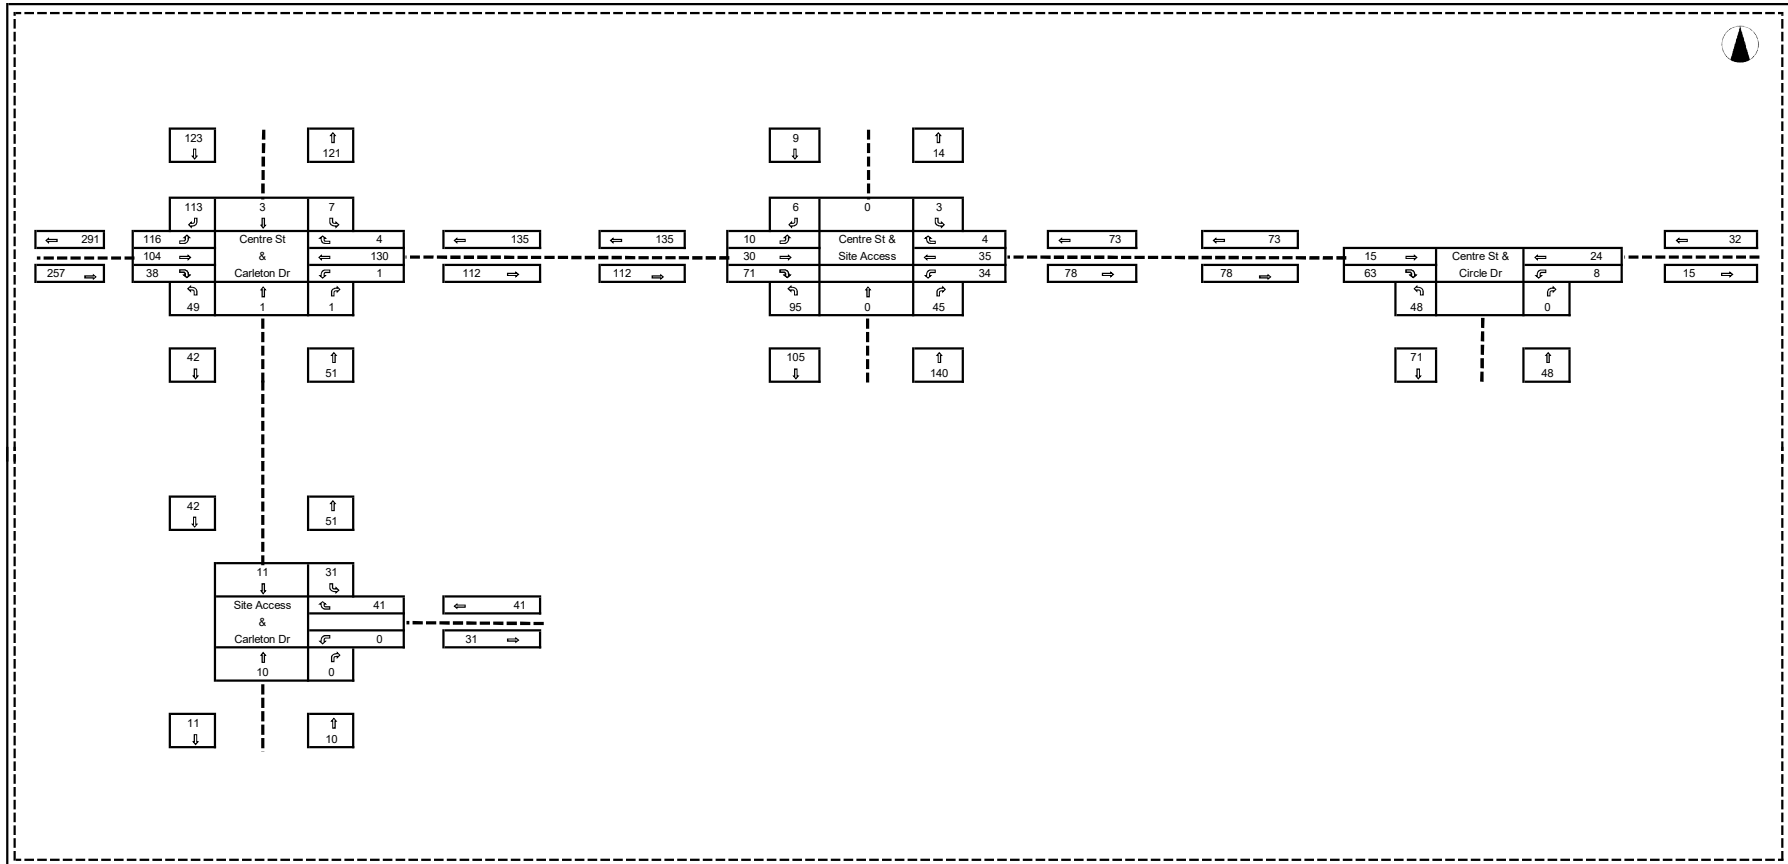 123 121 9 14
113 3 7 6 0 3
291 116 Centre St 4 135 135 10 Centre St & 4 73 73 32
104 & 130 30 Site Access 35 15 Centre St & 24
257 38 Carleton Dr 1 112 112 71 34 78 78 63 Circle Dr 8 15
49 1 1 95 0 45 48 0
42 51 105 140 71 48
42 51
11 31
Site Access 41 41
&
Carleton Dr 0 31
10 0
11 10